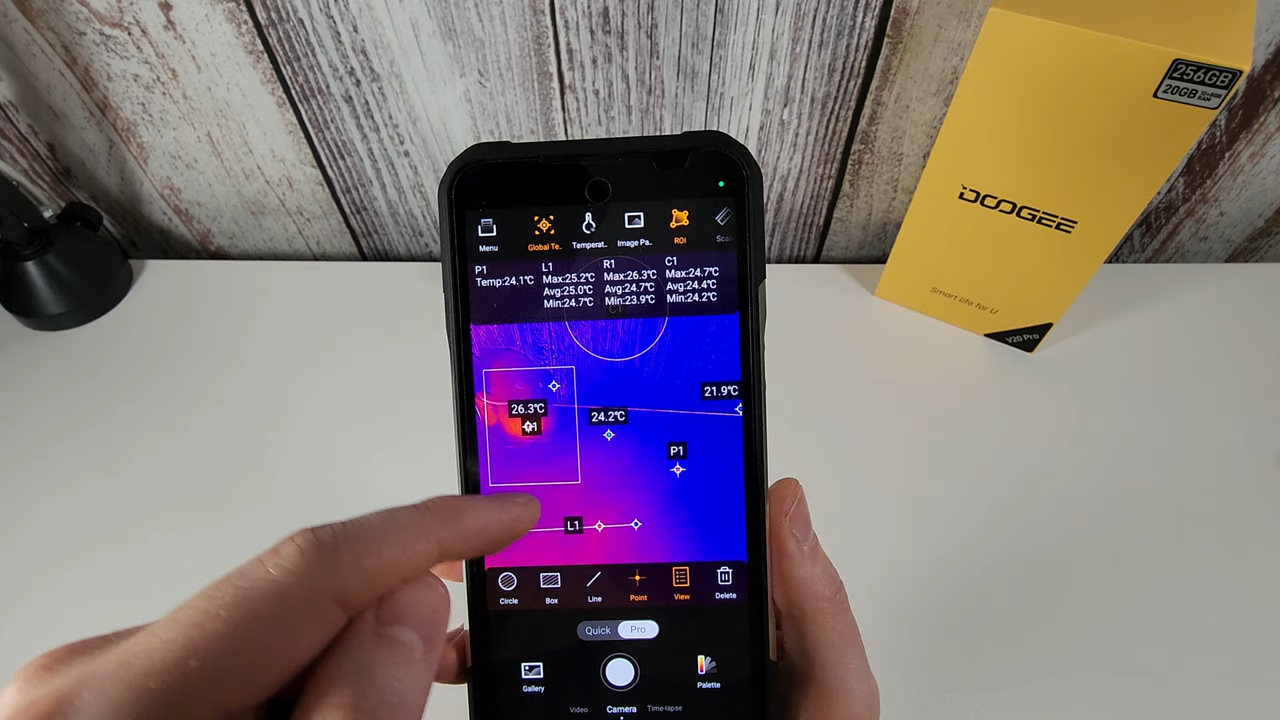 256GB
20GB
RAM
DOOGEE
Smart life for U
V20 Pro
Menu
Global Te..
Temperat..
Image Pa..
ROI
P1
Temp:24.1℃
L1
Max:25.2℃
Avg:25.0℃
Min:24.7℃
R1
Max:26.3℃
Avg:24.7℃
Min:23.9℃
C1
Max:24.7℃
Avg:24.4℃
Min:24.2℃
C1
21.9℃
26.3℃
24.2℃
P1
L1
Circle
Box
Line
Point
View
Delete
Quick
Pro
Gallery
Palette
Video
Camera
Time-lapse